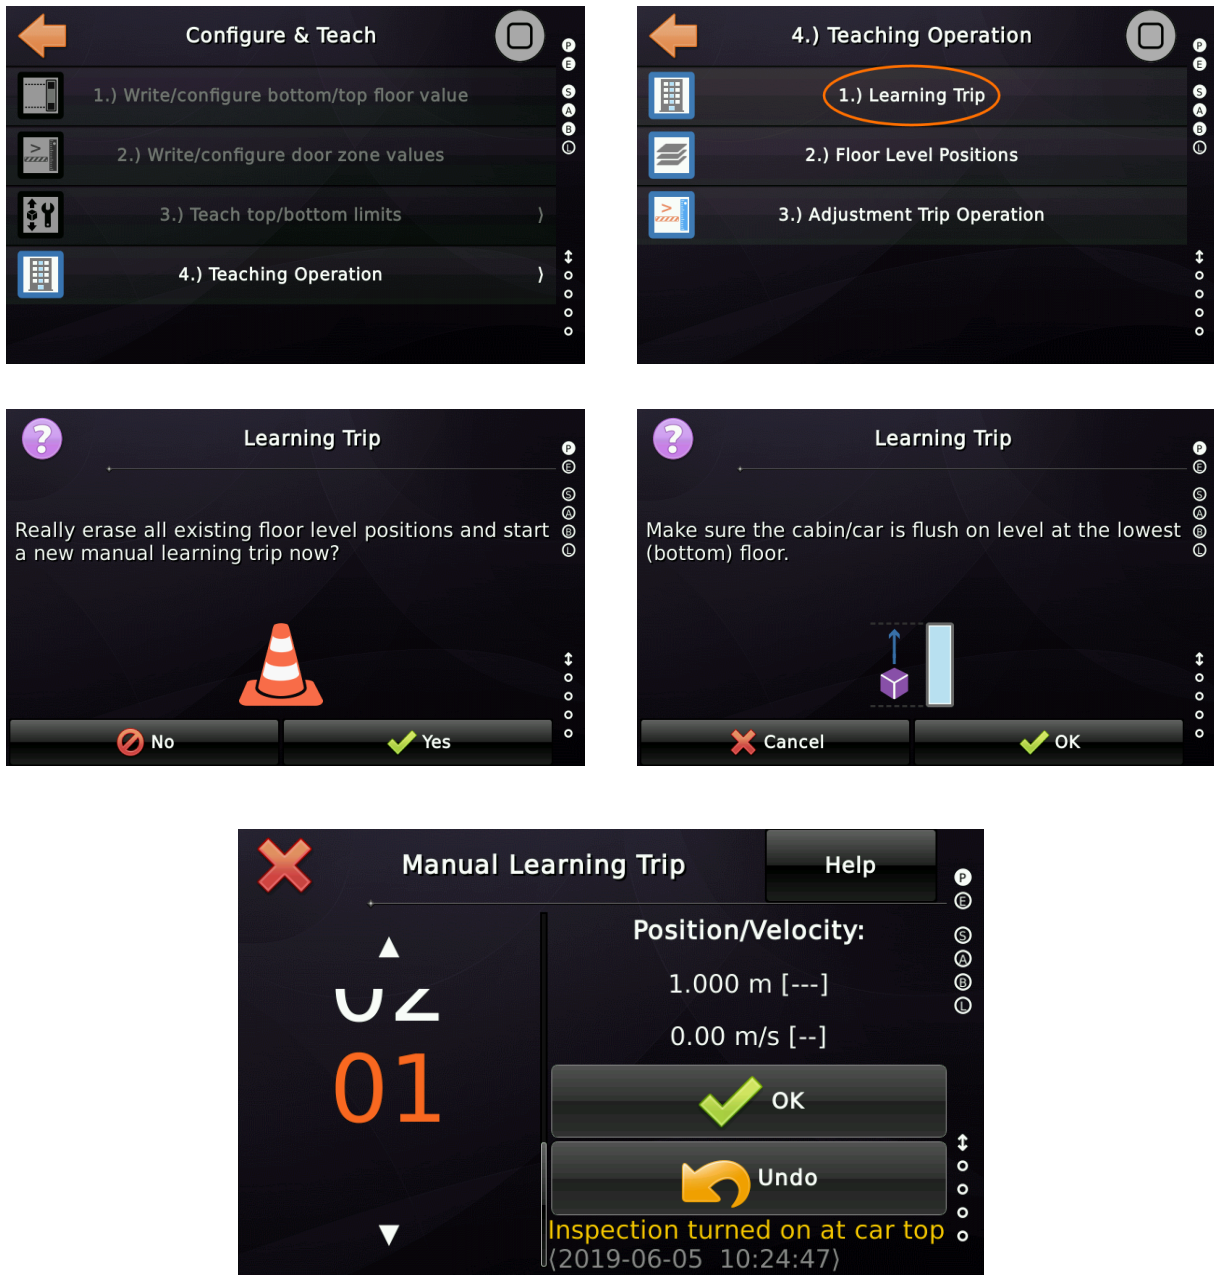 Configure & Teach
1.) Write/configure bottom/top floor value
2.) Write/configure door zone values
3.) Teach top/bottom limits ⟩
4.) Teaching Operation ⟩
P
E
S
A
B
L
4.) Teaching Operation
1.) Learning Trip
2.) Floor Level Positions
3.) Adjustment Trip Operation
P
E
S
A
B
L
?
Learning Trip
Really erase all existing floor level positions and start
a new manual learning trip now?
No
Yes
P
E
S
A
B
L
?
Learning Trip
Make sure the cabin/car is flush on level at the lowest
(bottom) floor.
Cancel
OK
P
E
S
A
B
L
Manual Learning Trip
Help
02
01
Position/Velocity:
1.000 m [---]
0.00 m/s [--]
OK
Undo
Inspection turned on at car top
⟨2019-06-05 10:24:47⟩
P
E
S
A
B
L